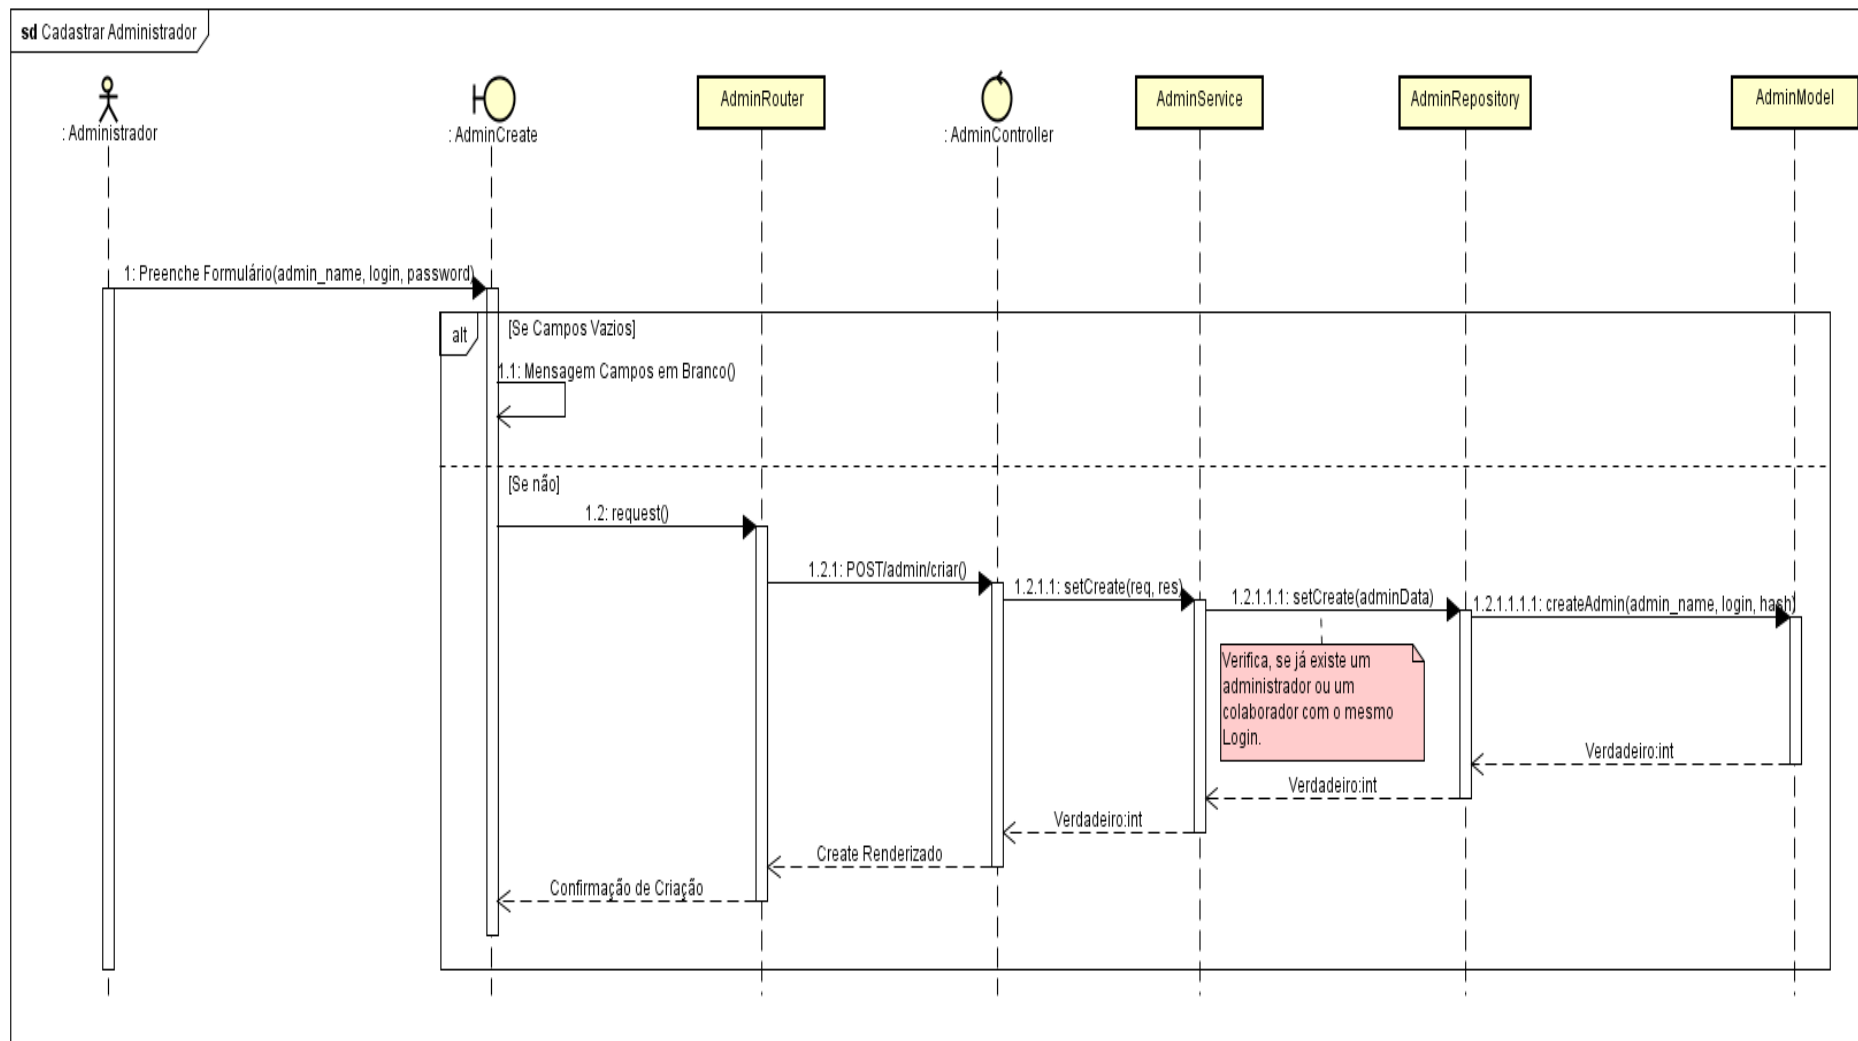 sd Cadastrar Administrador
: Administrador
: AdminCreate
AdminRouter
: AdminController
AdminService
AdminRepository
AdminModel
1: Preenche Formulário(admin_name, login, password)
alt
[Se Campos Vazios]
1.1: Mensagem Campos em Branco()
[Se não]
1.2: request()
1.2.1: POST/admin/criar()
1.2.1.1: setCreate(req, res)
1.2.1.1.1: setCreate(adminData)
1.2.1.1.1.1: createAdmin(admin_name, login, hash)
Verifica, se já existe um
administrador ou um
colaborador com o mesmo
Login.
Verdadeiro:int
Verdadeiro:int
Verdadeiro:int
Create Renderizado
Confirmação de Criação